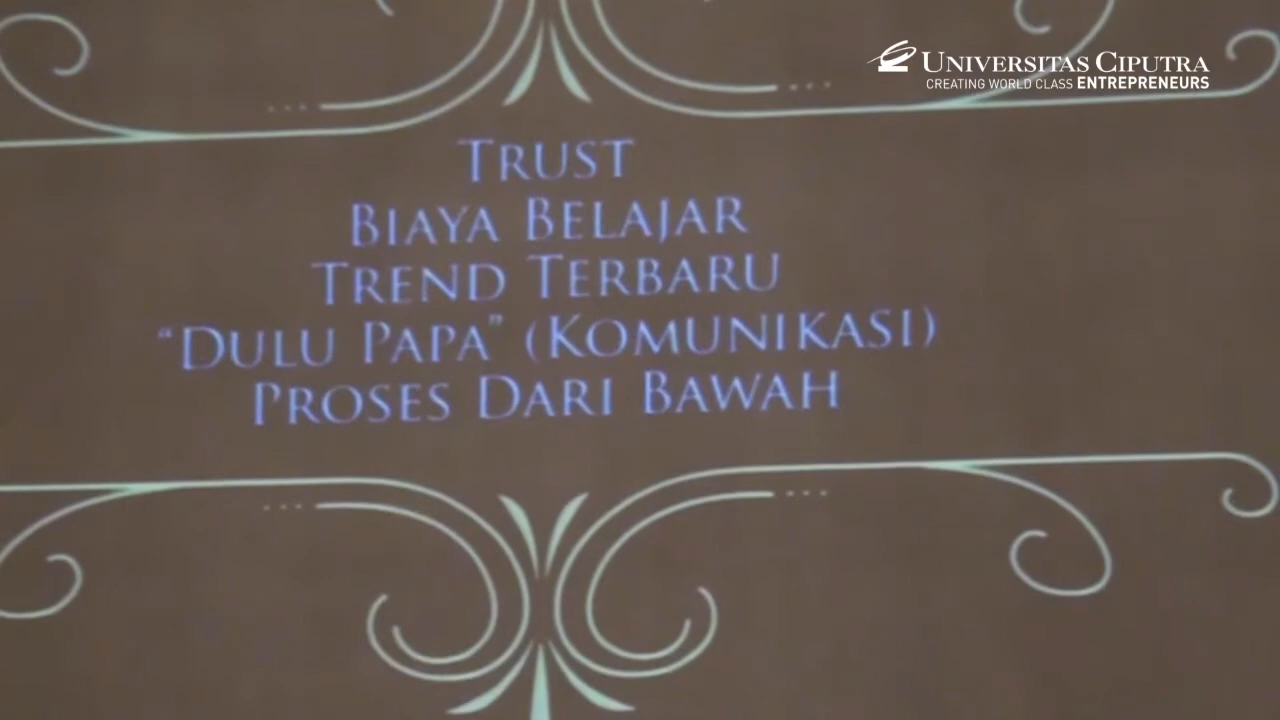 UNIVERSITAS CIPUTRA
CREATING WORLD CLASS ENTREPRENEURS
TRUST
BIAYA BELAJAR
TREND TERBARU
“DULU PAPA” (KOMUNIKASI)
PROSES DARI BAWAH